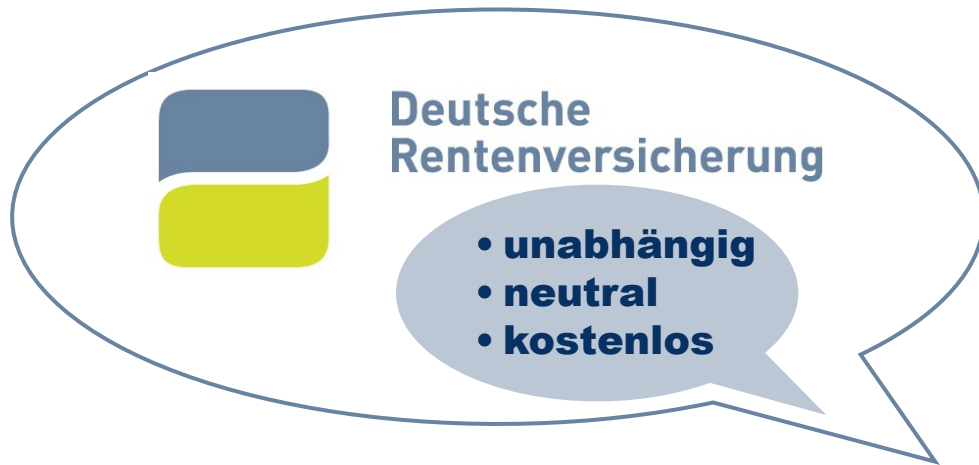 Deutsche
Rentenversicherung
• unabhängig
• neutral
• kostenlos